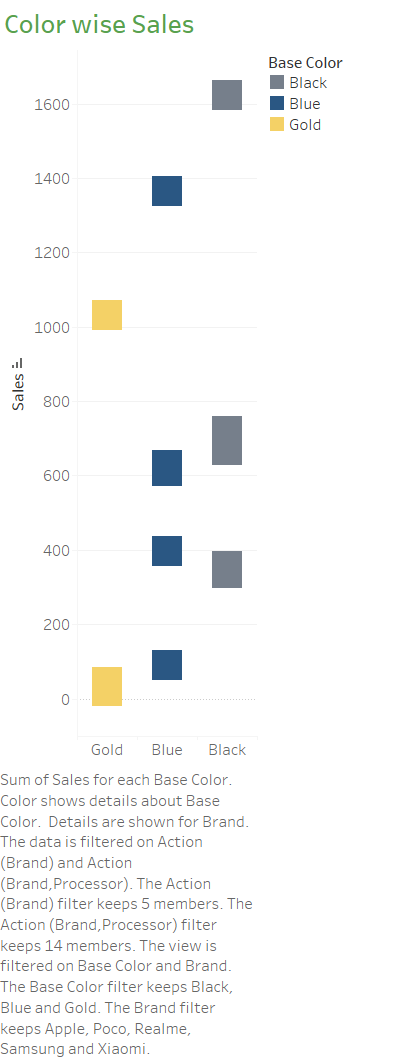 Color wise Sales
Base Color
Black
Blue
Gold
1600
1400
1200
1000
800
600
400
200
0
Sales
Gold Blue Black
Sum of Sales for each Base Color.
Color shows details about Base
Color. Details are shown for Brand.
The data is filtered on Action
(Brand) and Action
(Brand,Processor). The Action
(Brand) filter keeps 5 members. The
Action (Brand,Processor) filter
keeps 14 members. The view is
filtered on Base Color and Brand.
The Base Color filter keeps Black,
Blue and Gold. The Brand filter
keeps Apple, Poco, Realme,
Samsung and Xiaomi.